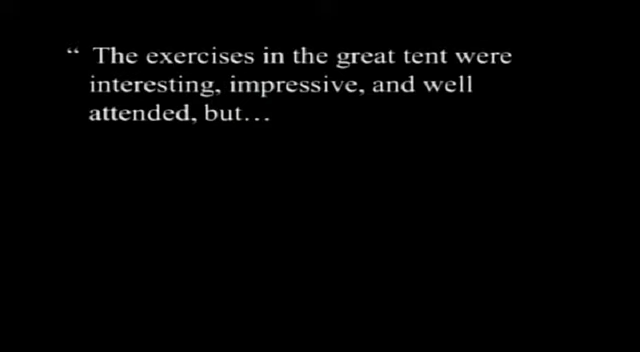 “ The exercises in the great tent were
interesting, impressive, and well
attended, but…